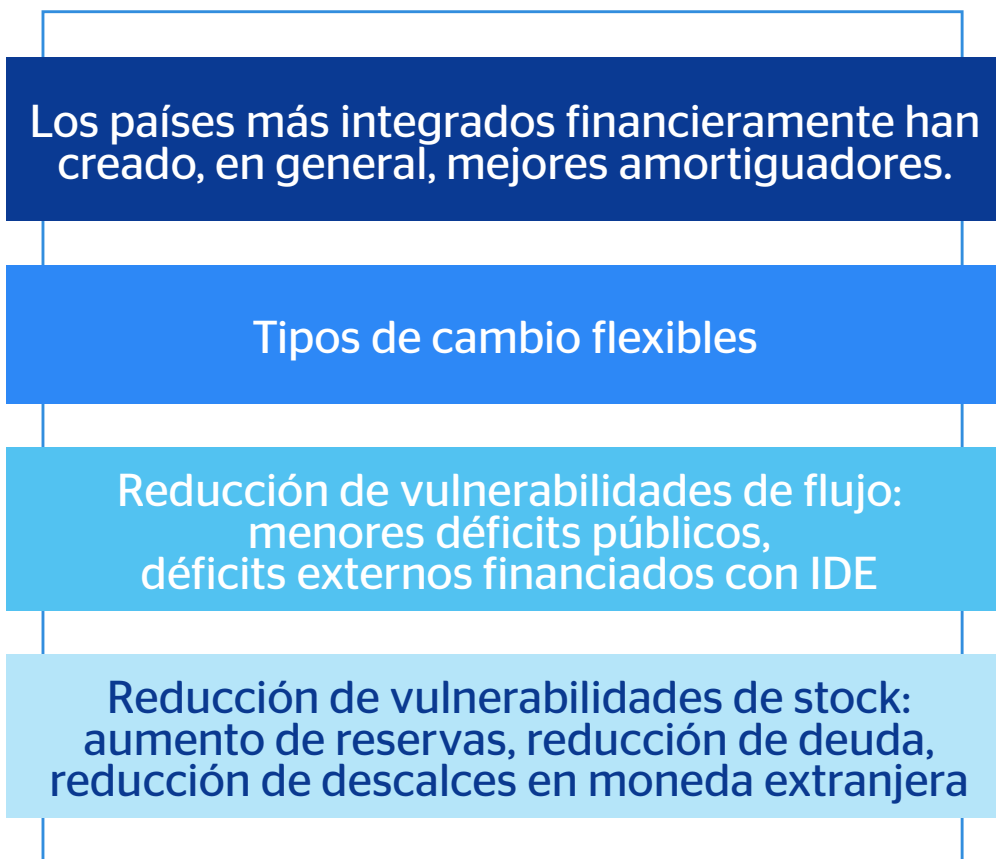 Los países más integrados financieramente han
creado, en general, mejores amortiguadores.
Tipos de cambio flexibles
Reducción de vulnerabilidades de flujo:
menores déficits públicos,
déficits externos financiados con IDE
Reducción de vulnerabilidades de stock:
aumento de reservas, reducción de deuda,
reducción de descalces en moneda extranjera